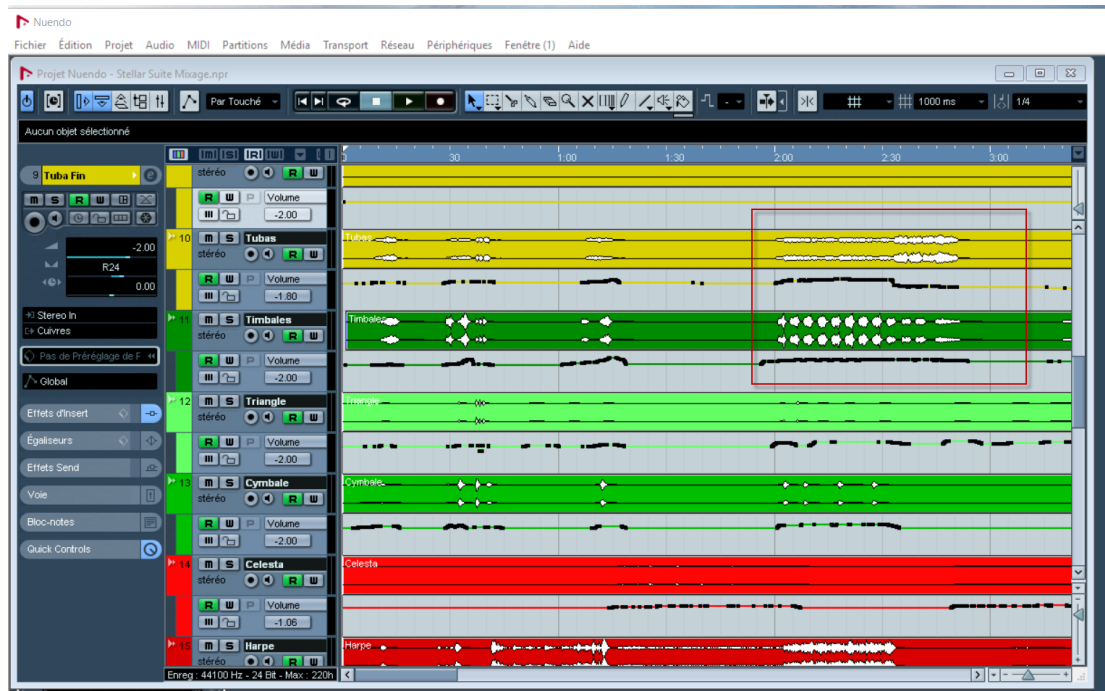 Nuendo
Fichier Édition Projet Audio MIDI Partitions Média Transport Réseau Périphériques Fenêtre (1) Aide
Projet Nuendo - Stellar Suite Mixage.npr
Par Touché 1000 ms 1/4
Aucun objet sélectionné
m S R W 30 1:00 1:30 2:00 2:30 3:00
9 Tuba Fin e
stéréo
m S R W
R W P Volume
-2.00
-2.00
10 m S Tubas Tubas
R24
stéréo R W
0.00
R W P Volume
-1.80
Stereo In
Cuivres
11 m S Timbales Timbales
stéréo R W
Pas de Préréglage de F
R W P Volume
-2.00
Global
12 m S Triangle Triangle
Effets d'Insert
stéréo R W
Égaliseurs
R W P Volume
-2.00
Effets Send
13 m S Cymbale Cymbale
Voie
stéréo R W
Bloc-notes
R W P Volume
-2.00
Quick Controls
14 m S Celesta Celesta
stéréo R W
R W P Volume
-1.06
15 m S Harpe Harpe
stéréo R W
Enreg : 44100 Hz - 24 Bit - Max : 220h